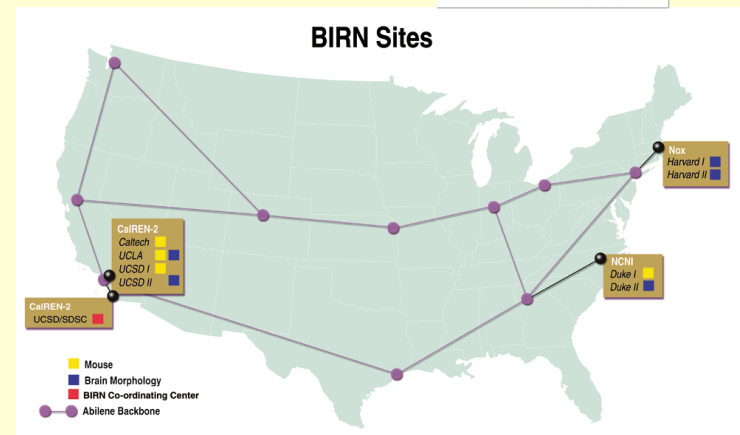 BIRN Sites
Nox
Harvard I
Harvard II
CalREN-2
Caltech
UCLA
UCSD I
UCSD II
NCNI
Duke I
Duke II
CalREN-2
UCSD/SDSC
Mouse
Brain Morphology
BIRN Co-ordinating Center
Abilene Backbone